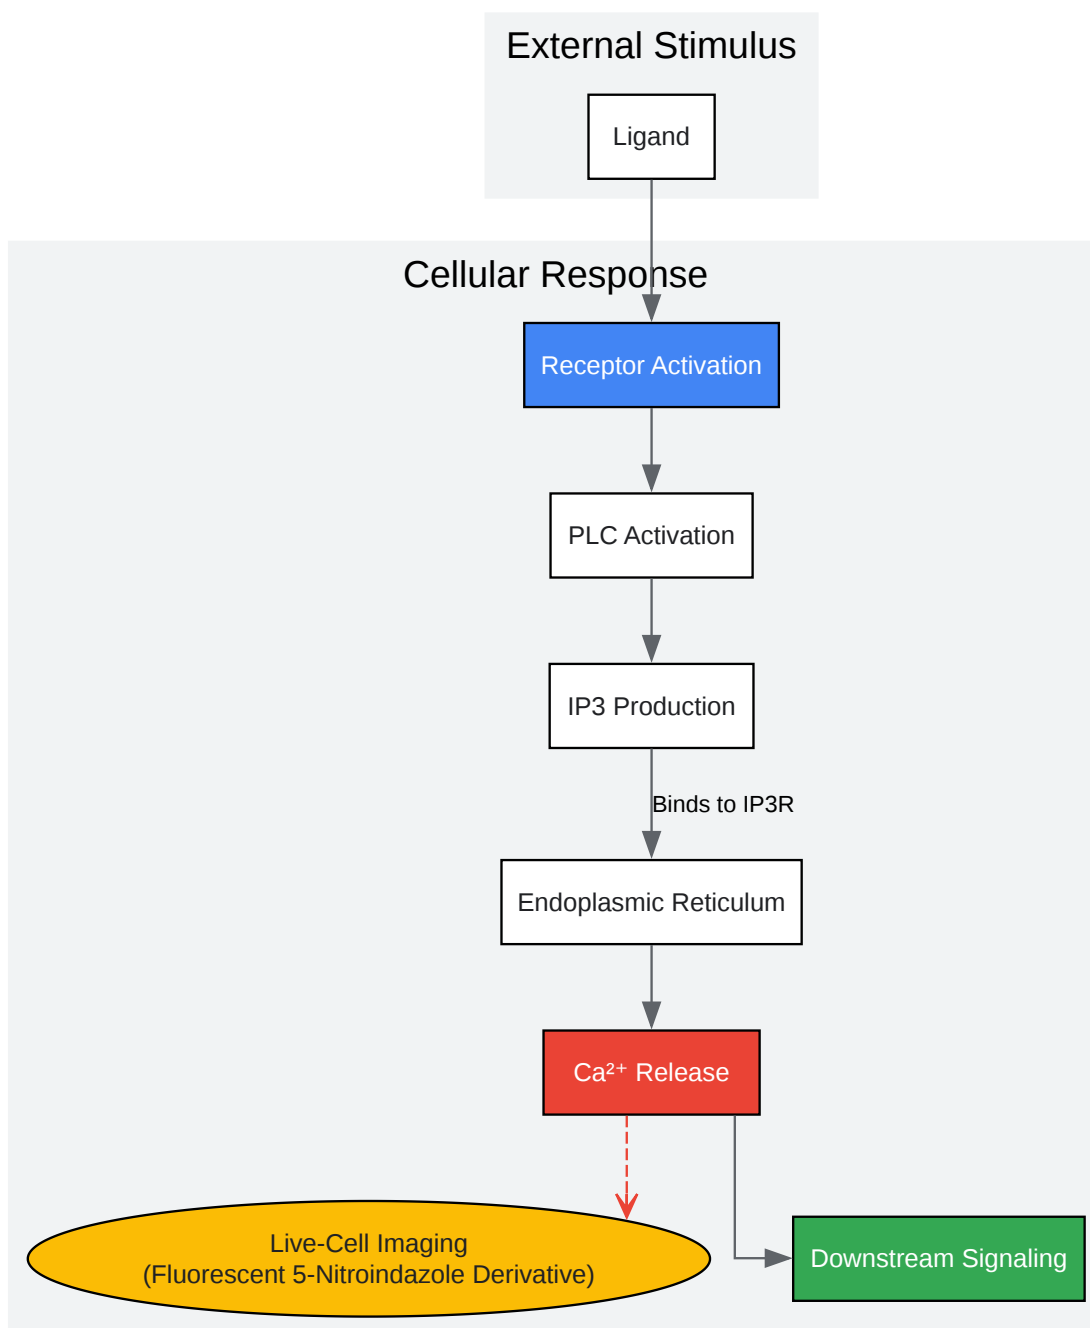 External Stimulus
Ligand
Cellular Response
Receptor Activation
PLC Activation
IP3 Production
Binds to IP3R
Endoplasmic Reticulum
Ca²⁺ Release
Live-Cell Imaging
(Fluorescent 5-Nitroindazole Derivative)
Downstream Signaling